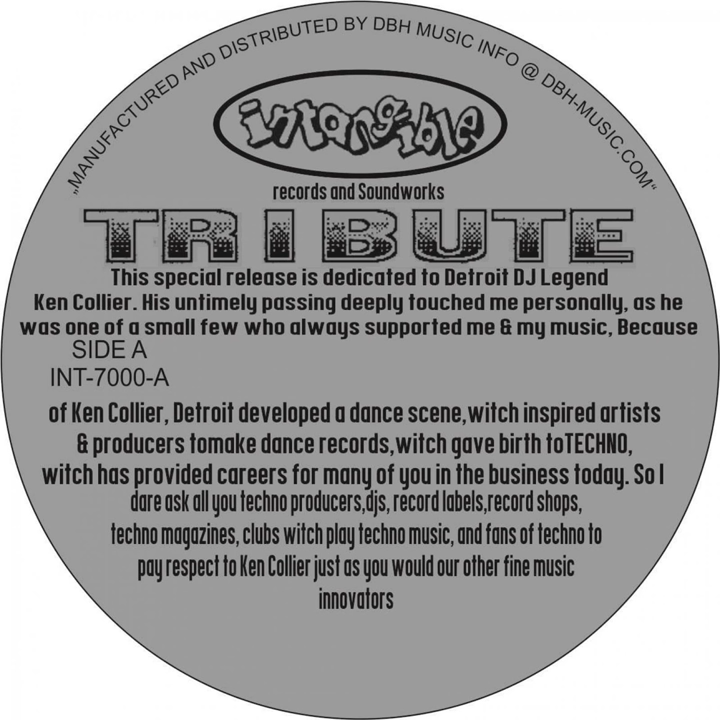 „MANUFACTURED AND DISTRIBUTED BY DBH MUSIC INFO @ DBH-MUSIC.COM“
intangible
records and Soundworks
TRIBUTE
This special release is dedicated to Detroit DJ Legend
Ken Collier. His untimely passing deeply touched me personally, as he
was one of a small few who always supported me & my music, Because
SIDE A
INT-7000-A
of Ken Collier, Detroit developed a dance scene,witch inspired artists
& producers tomake dance records,witch gave birth toTECHNO,
witch has provided careers for many of you in the business today. So I
dare ask all you techno producers,djs, record labels,record shops,
techno magazines, clubs witch play techno music, and fans of techno to
pay respect to Ken Collier just as you would our other fine music
innovators